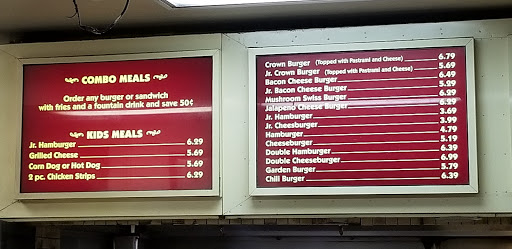 COMBO MEALS
Order any burger or sandwich
with fries and a fountain drink and save 50¢
KIDS MEALS
Jr. Hamburger 6.29
Grilled Cheese 5.69
Corn Dog or Hot Dog 5.69
2 pc. Chicken Strips 6.29
Crown Burger (Topped with Pastrami and Cheese) 6.79
Jr. Crown Burger (Topped with Pastrami and Cheese) 5.69
Bacon Cheese Burger 6.49
Jr. Bacon Cheese Burger 5.29
Mushroom Swiss Burger 6.29
Jalapeno Cheese Burger 6.29
Jr. Hamburger 3.69
Jr. Cheesburger 3.99
Hamburger 4.79
Cheeseburger 5.19
Double Hamburger 6.39
Double Cheeseburger 6.99
Garden Burger 5.79
Chili Burger 6.39